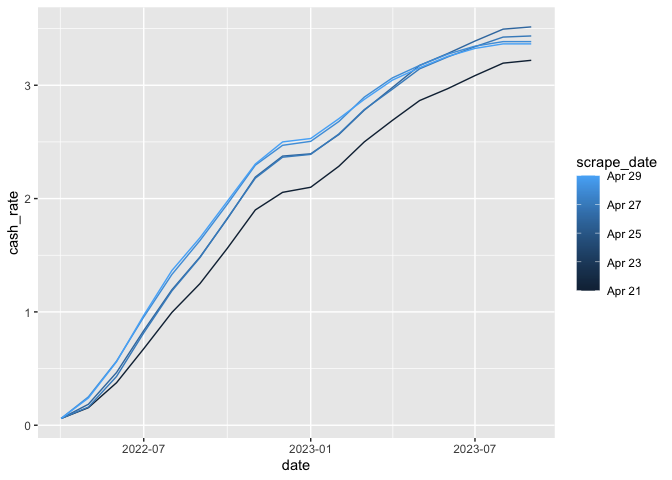 cash_rate
3
2
1
0
2022-07
2023-01
2023-07
date
scrape_date
Apr 29
Apr 27
Apr 25
Apr 23
Apr 21